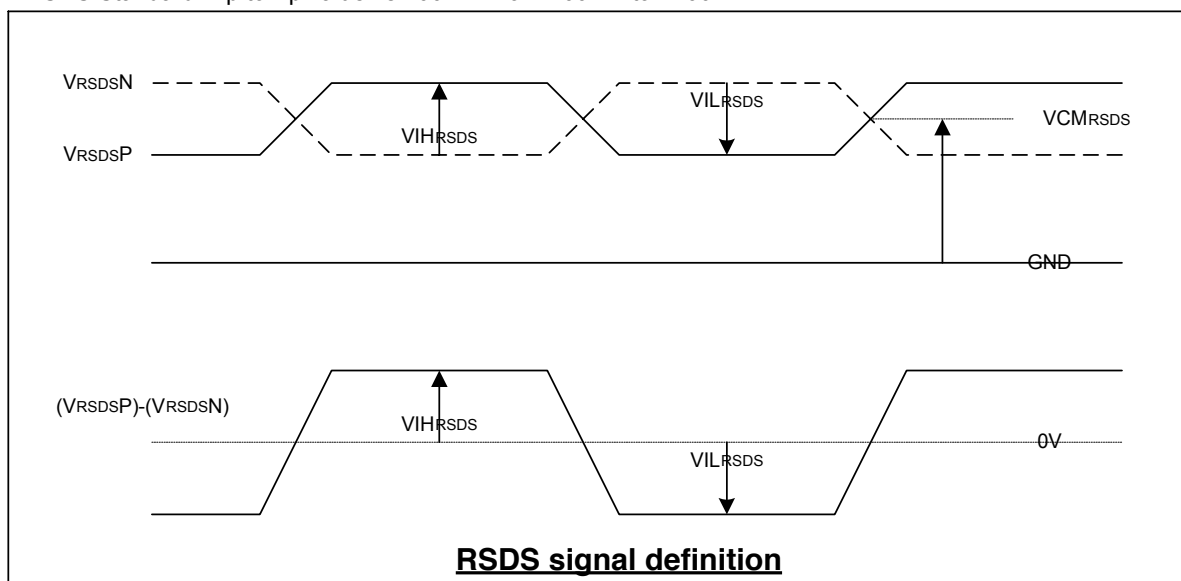 VRSDSN
VILRSDS
VCMRSDS
VIHRSDS
VRSDSP
GND
(VRSDSP)-(VRSDSN)
VIHRSDS
0V
VILRSDS
RSDS signal definition